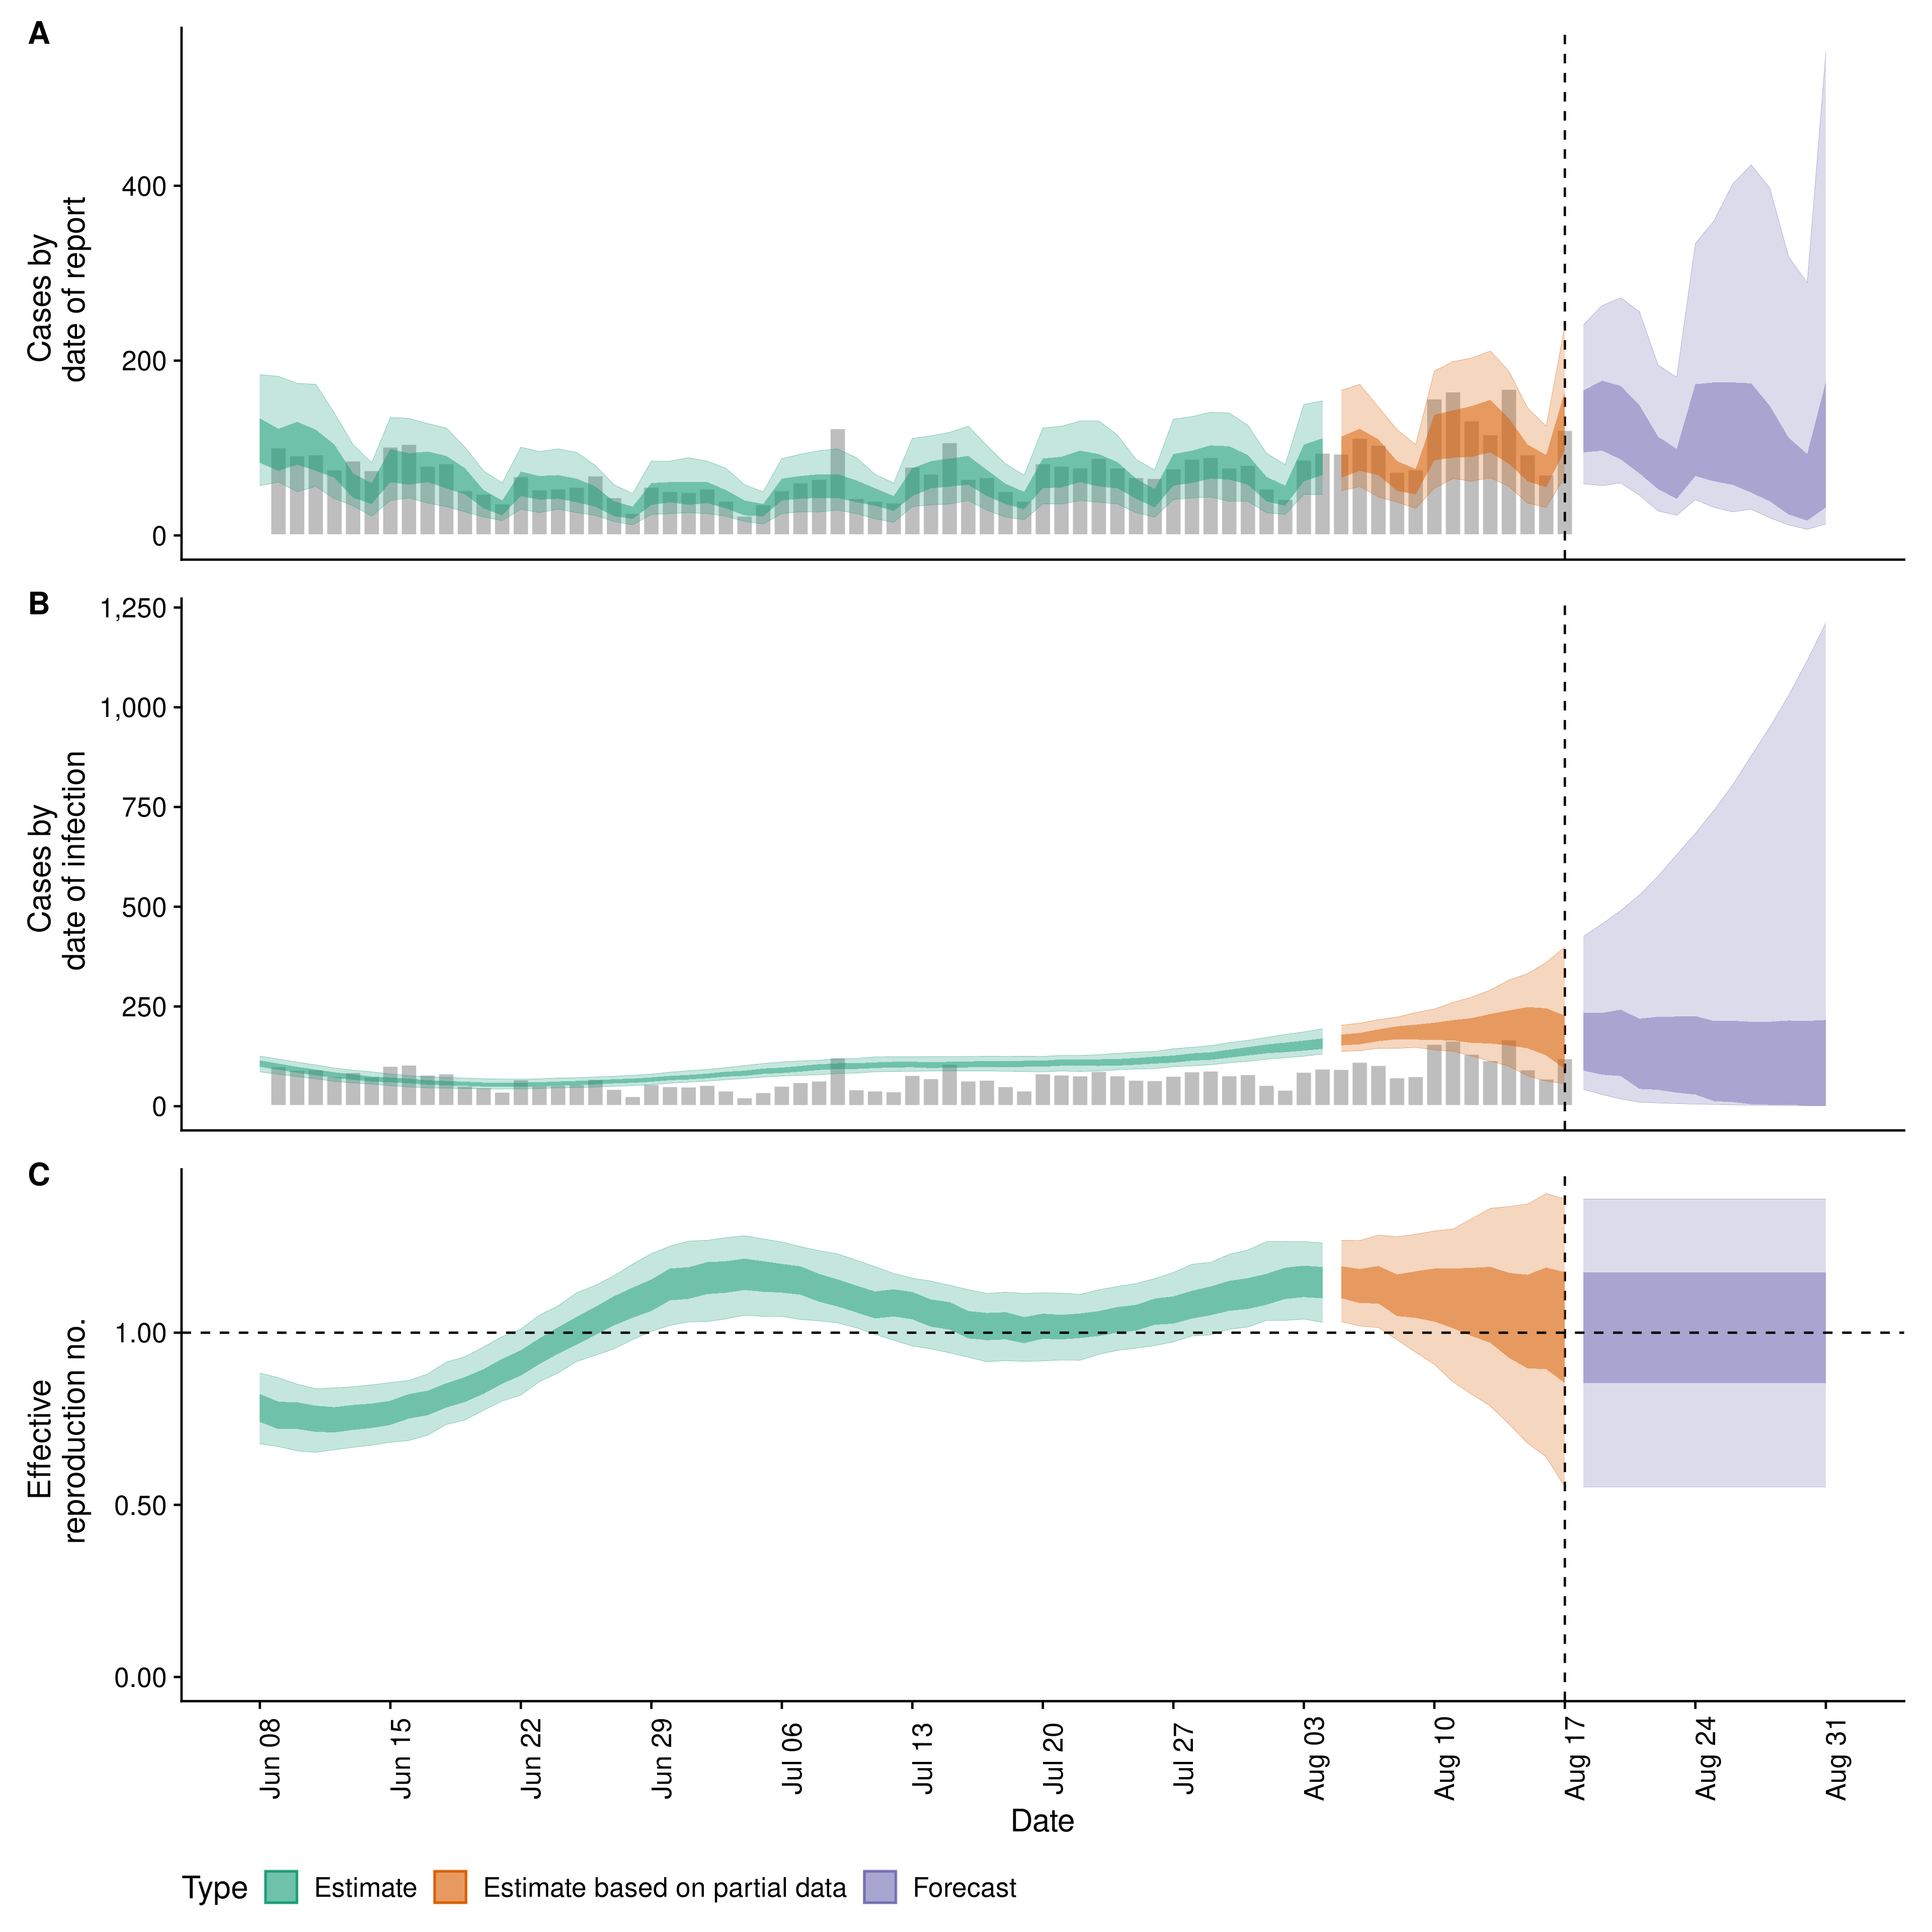 A
Cases by
date of report
400
200
0
B
Cases by
date of infection
1,250
1,000
750
500
250
0
C
Effective
reproduction no.
1.00
0.50
0.00
Jun 08
Jun 15
Jun 22
Jun 29
Jul 06
Jul 13
Jul 20
Jul 27
Aug 03
Aug 10
Aug 17
Aug 24
Aug 31
Date
Type Estimate Estimate based on partial data Forecast